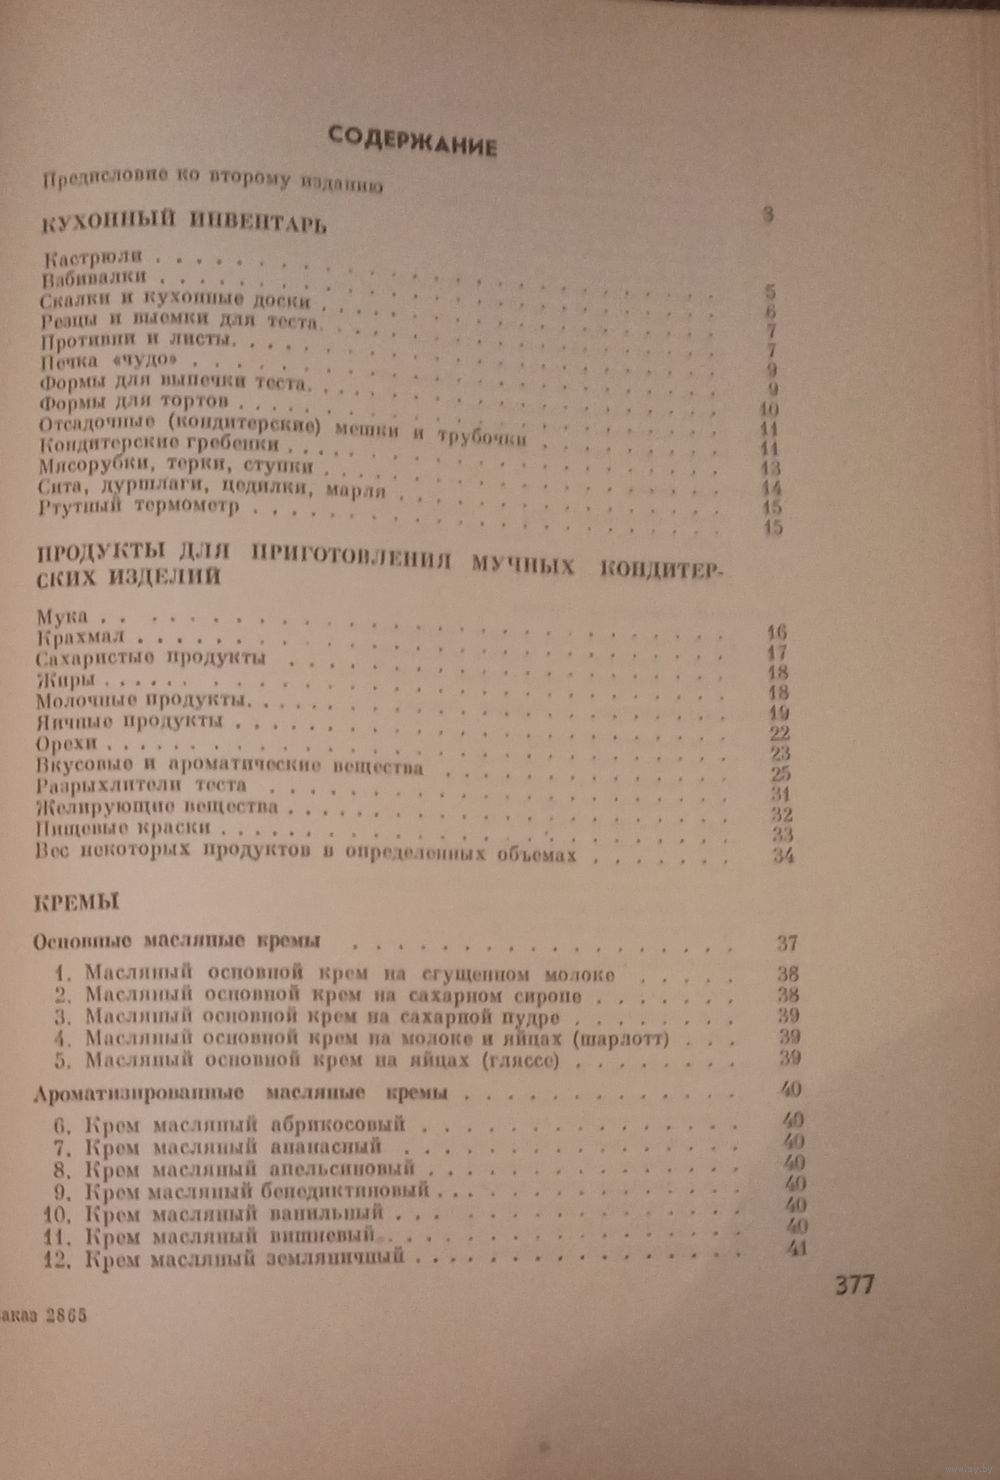 СОДЕРЖАНИЕ
Предисловие ко второму изданию 3
КУХОННЫЙ ИНВЕНТАРЬ
Кастрюли . . . . . . . . . . 5
Взбивалки . . . . . . . . . . 6
Скалки и кухонные доски . . . . . . . . . . 7
Резцы и выемки для теста . . . . . . . . . . 7
Противни и листы . . . . . . . . . . 9
Печка «чудо» . . . . . . . . . . 9
Формы для выпечки теста . . . . . . . . . . 10
Формы для тортов . . . . . . . . . . 11
Отсадочные (кондитерские) мешки и трубочки . . . . . . . . . . 11
Кондитерские гребенки . . . . . . . . . . 13
Мясорубки, терки, ступки . . . . . . . . . . 14
Сита, дуршлаги, цедилки, марля . . . . . . . . . . 15
Ртутный термометр . . . . . . . . . . 15
ПРОДУКТЫ ДЛЯ ПРИГОТОВЛЕНИЯ МУЧНЫХ КОНДИТЕР-
СКИХ ИЗДЕЛИЙ
Мука . . . . . . . . . . 16
Крахмал . . . . . . . . . . 17
Сахаристые продукты . . . . . . . . . . 18
Жиры . . . . . . . . . . 18
Молочные продукты . . . . . . . . . . 19
Яичные продукты . . . . . . . . . . 22
Орехи . . . . . . . . . . 23
Вкусовые и ароматические вещества . . . . . . . . . . 25
Разрыхлители теста . . . . . . . . . . 31
Желирующие вещества . . . . . . . . . . 32
Пищевые краски . . . . . . . . . . 33
Вес некоторых продуктов в определенных объемах . . . . . . . 34
КРЕМЫ
Основные масляные кремы . . . . . . . . . . 37
1. Масляный основной крем на сгущенном молоке . . . . . 38
2. Масляный основной крем на сахарном сиропе . . . . . . . 38
3. Масляный основной крем на сахарной пудре . . . . . . . . 39
4. Масляный основной крем на молоке и яйцах (шарлотт) . . . 39
5. Масляный основной крем на яйцах (гляссе) . . . . . . . . 39
Ароматизированные масляные кремы . . . . . . . . . . 40
6. Крем масляный абрикосовый . . . . . . . . . . 40
7. Крем масляный ананасный . . . . . . . . . . 40
8. Крем масляный апельсиновый . . . . . . . . . . 40
9. Крем масляный бенедиктиновый . . . . . . . . . . 40
10. Крем масляный ванильный . . . . . . . . . . 40
11. Крем масляный вишневый . . . . . . . . . . 40
12. Крем масляный земляничный . . . . . . . . . . 41
377
аказ 2865
www.ay.by